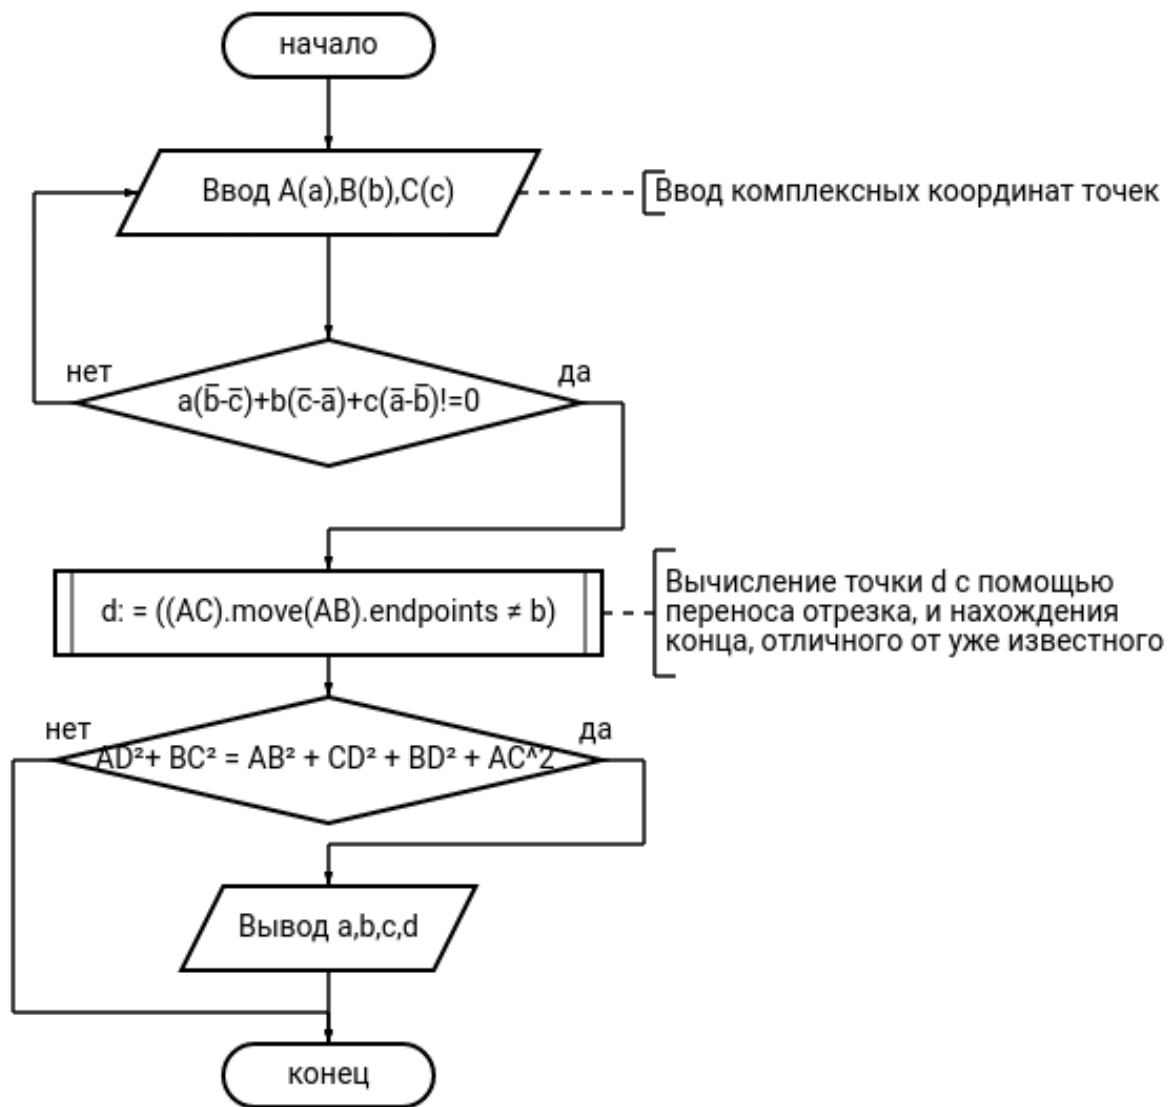 начало
Ввод A(a),B(b),C(c)
Ввод комплексных координат точек
нет
да
a(b̅-c̅)+b(c̅-a̅)+c(a̅-b̅)!=0
d: = ((AC).move(AB).endpoints ≠ b)
Вычисление точки d с помощью
переноса отрезка, и нахождения
конца, отличного от уже известного
нет
да
AD²+ BC² = AB² + CD² + BD² + AC^2
Вывод a,b,c,d
конец